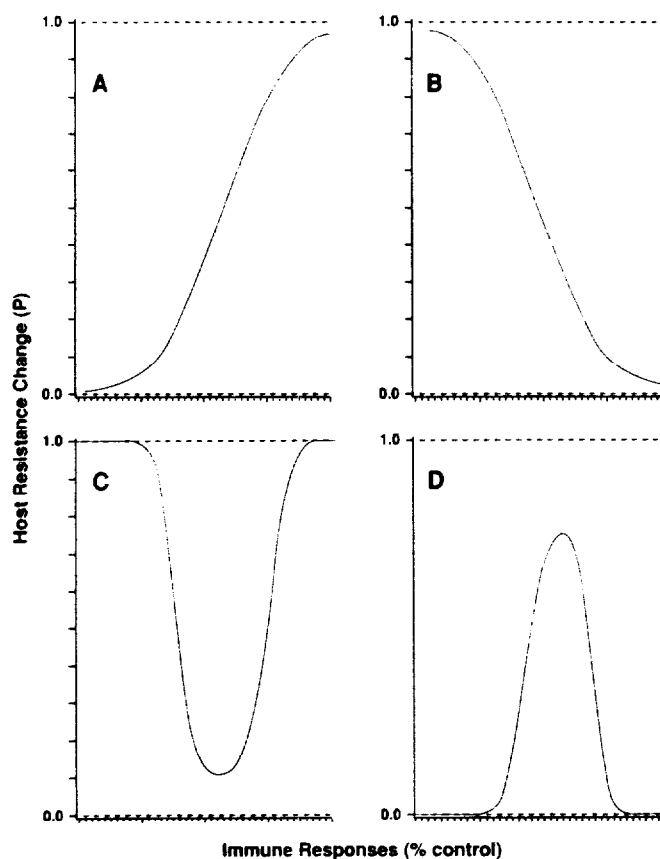 1.0
1.0
A
B
0.0
0.0
Host Resistance Change (P)
1.0
1.0
C
D
0.0
0.0
Immune Responses (% control)